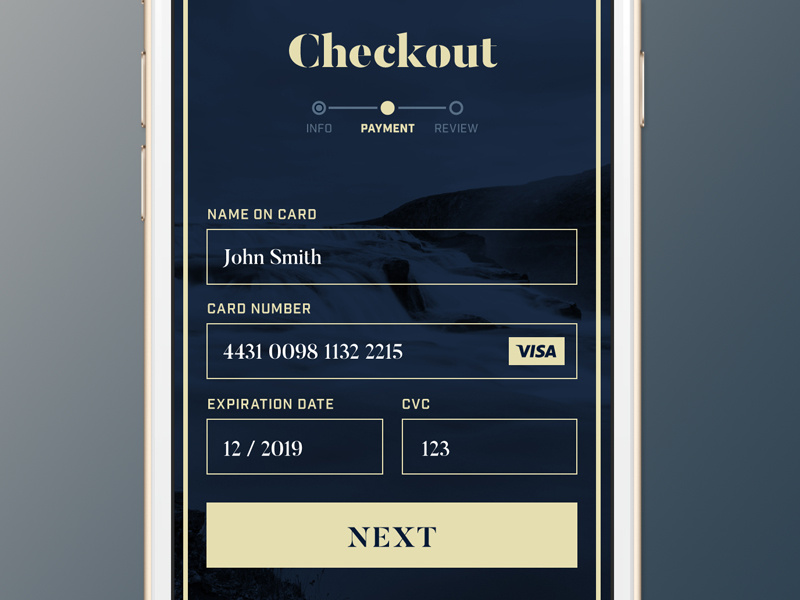 Checkout
INFO PAYMENT REVIEW
NAME ON CARD
John Smith
CARD NUMBER
4431 0098 1132 2215 VISA
EXPIRATION DATE CVC
12 / 2019 123
NEXT